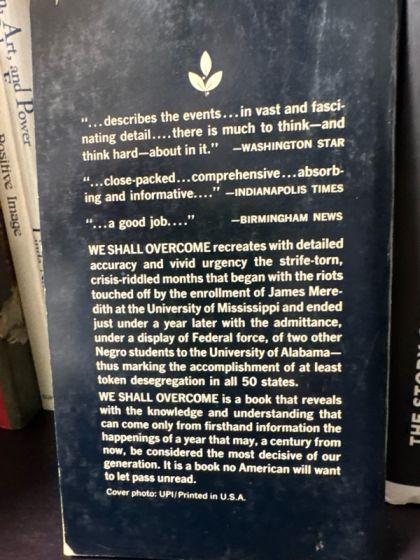 "...describes the events...in vast and fasci-
nating detail....there is much to think—and
think hard—about in it." —WASHINGTON STAR
"...close-packed...comprehensive...absorb-
ing and informative...." —INDIANAPOLIS TIMES
"...a good job...." —BIRMINGHAM NEWS
WE SHALL OVERCOME recreates with detailed
accuracy and vivid urgency the strife-torn,
crisis-riddled months that began with the riots
touched off by the enrollment of James Mere-
dith at the University of Mississippi and ended
just under a year later with the admittance,
under a display of Federal force, of two other
Negro students to the University of Alabama—
thus marking the accomplishment of at least
token desegregation in all 50 states.
WE SHALL OVERCOME is a book that reveals
with the knowledge and understanding that
can come only from firsthand information the
happenings of a year that may, a century from
now, be considered the most decisive of our
generation. It is a book no American will want
to let pass unread.
Cover photo: UPI/Printed in U.S.A.
Art, and Power
Positive Image
THE STORY